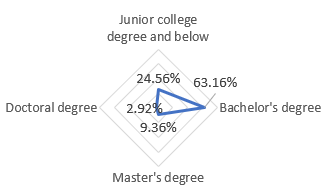 Junior college
degree and below
24.56%
63.16%
Doctoral degree
2.92%
Bachelor's degree
9.36%
Master's degree